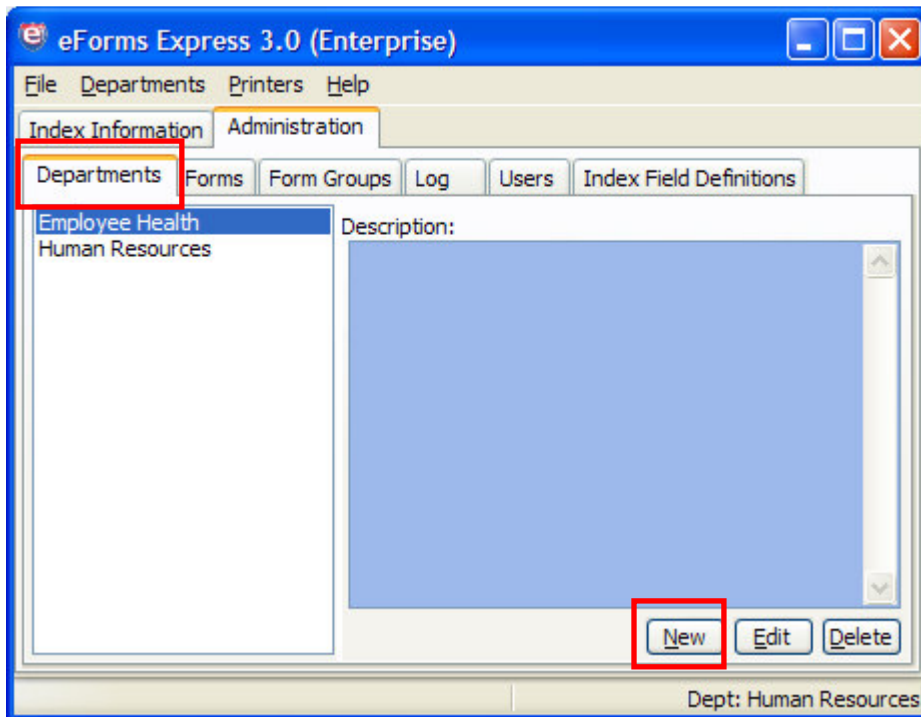 eForms Express 3.0 (Enterprise)
File Departments Printers Help
Index Information Administration
Departments Forms Form Groups Log Users Index Field Definitions
Employee Health
Human Resources
Description:
New Edit Delete
Dept: Human Resources